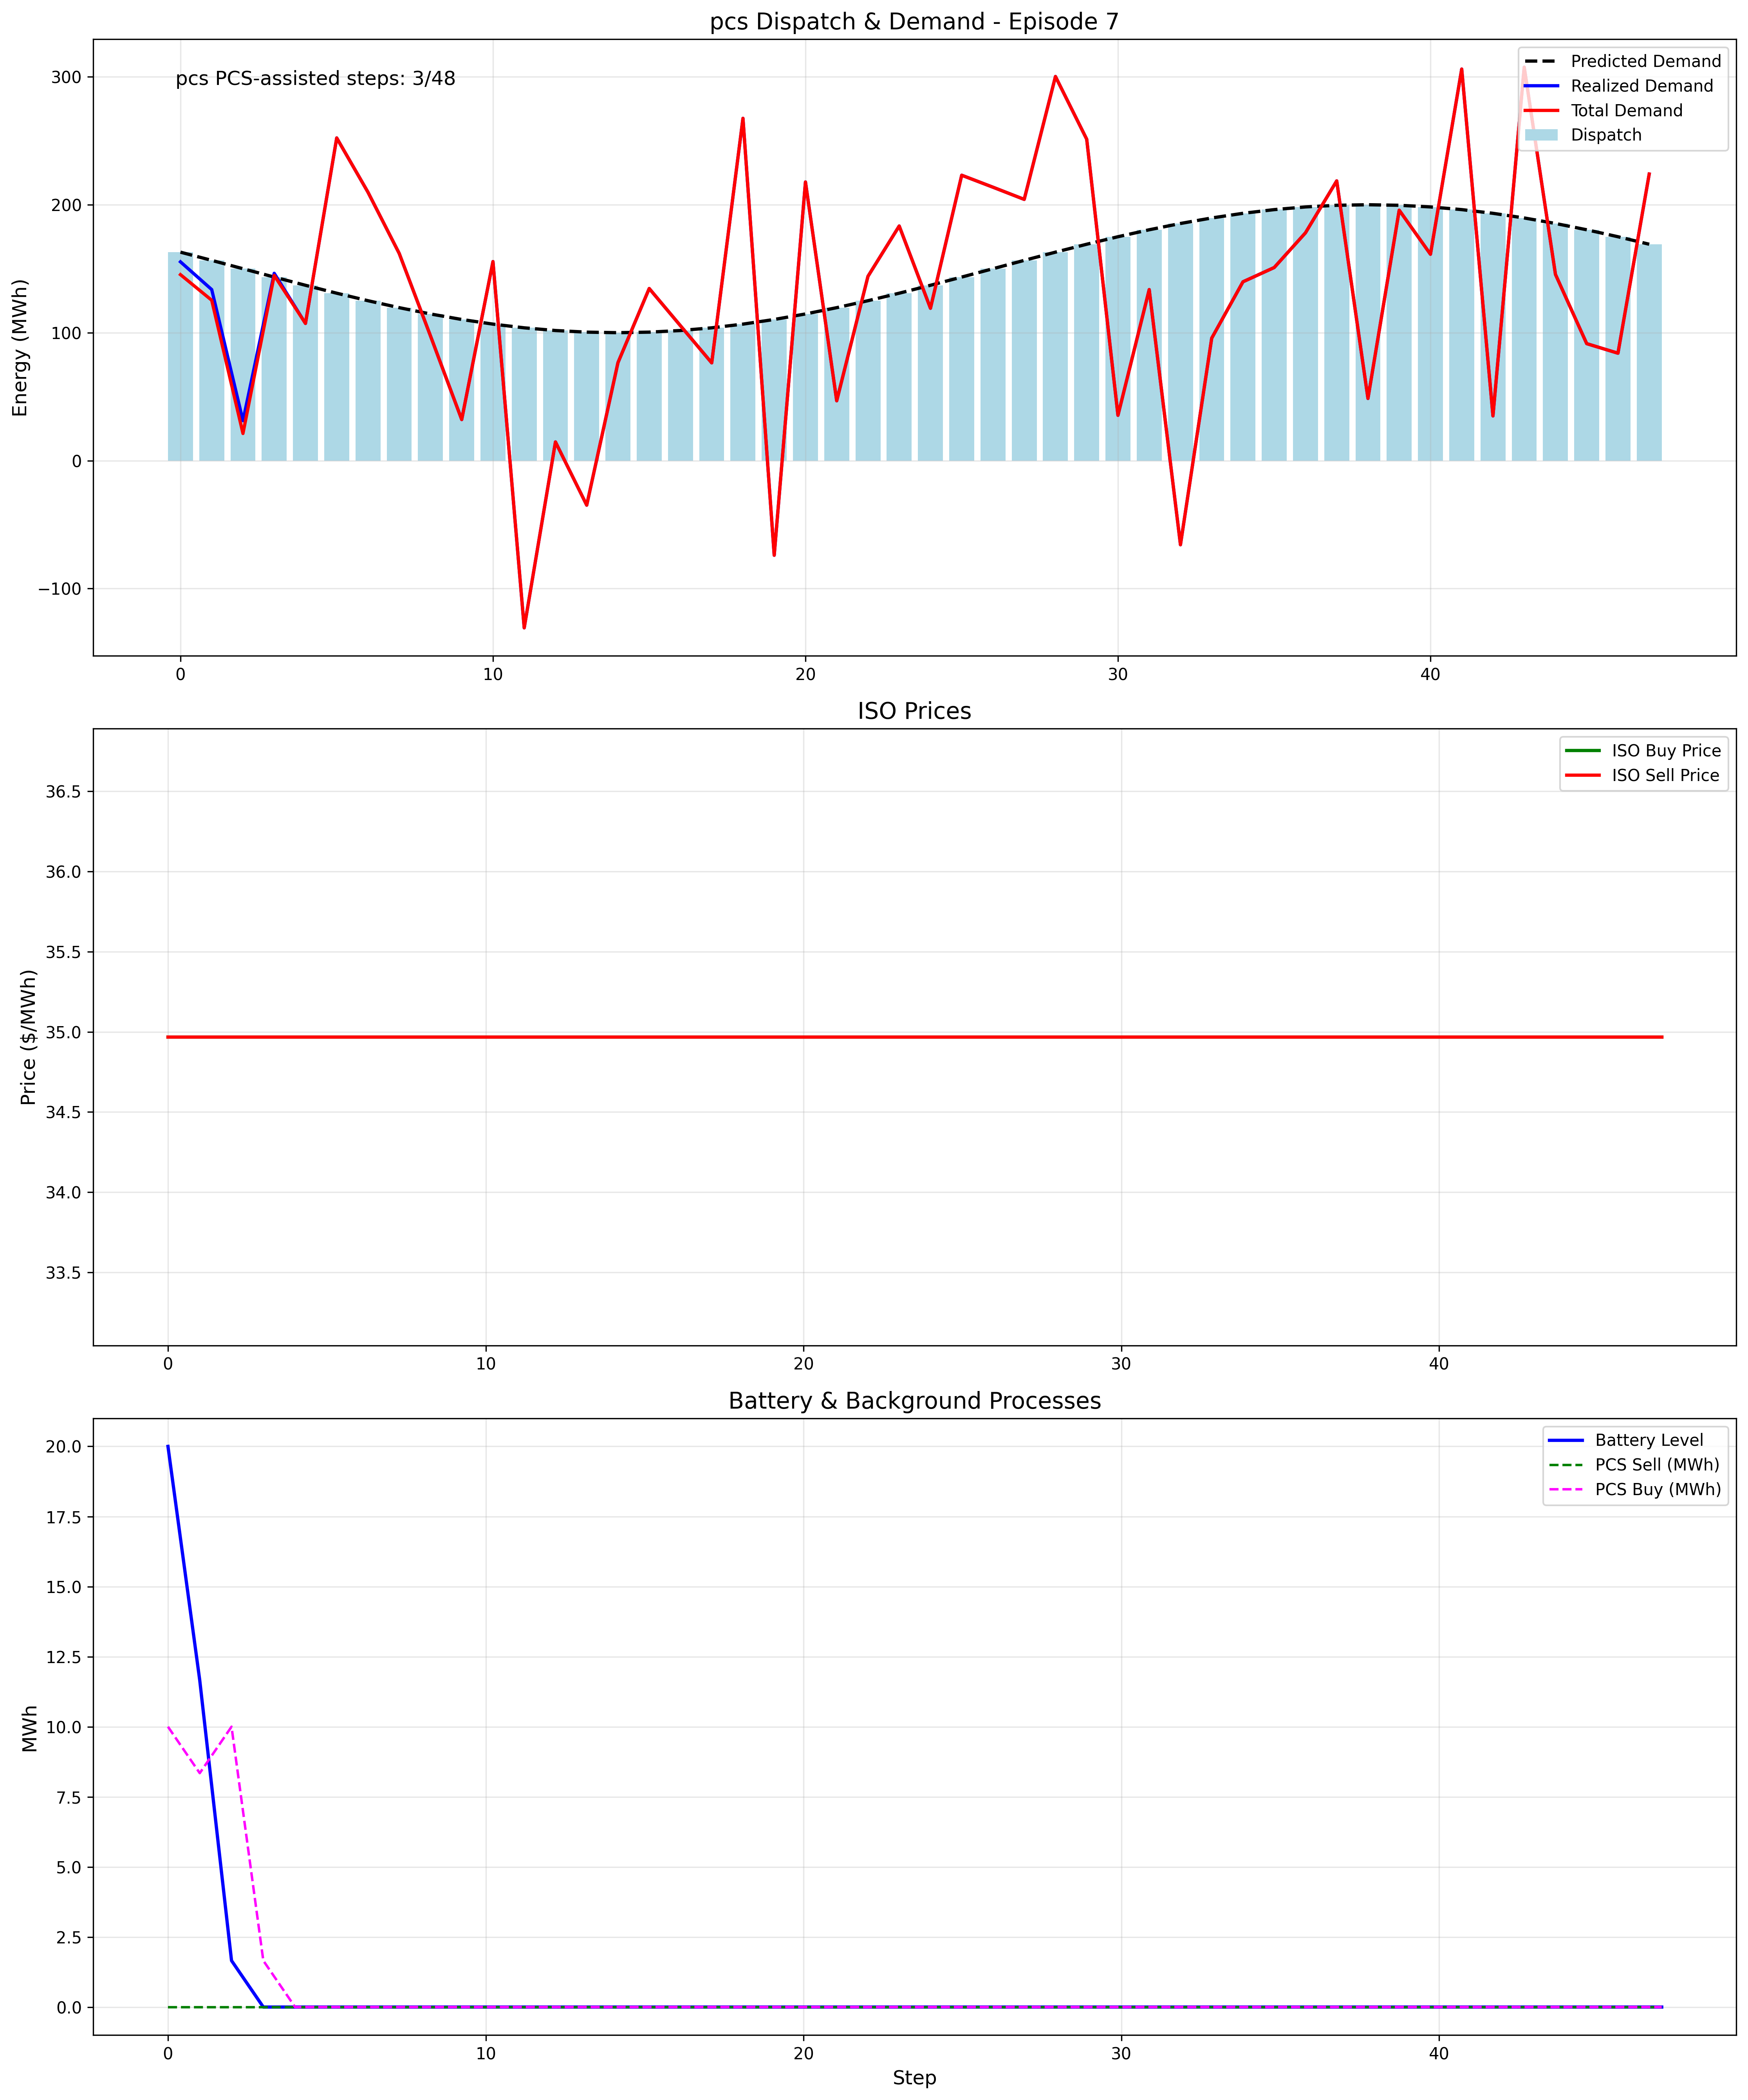 pcs Dispatch & Demand - Episode 7
pcs PCS-assisted steps: 3/48
Predicted Demand
Realized Demand
Total Demand
Dispatch
Energy (MWh)
300
200
100
0
−100
0 10 20 30 40
ISO Prices
ISO Buy Price
ISO Sell Price
Price ($/MWh)
36.5
36.0
35.5
35.0
34.5
34.0
33.5
0 10 20 30 40
Battery & Background Processes
Battery Level
PCS Sell (MWh)
PCS Buy (MWh)
MWh
20.0
17.5
15.0
12.5
10.0
7.5
5.0
2.5
0.0
0 10 20 30 40
Step